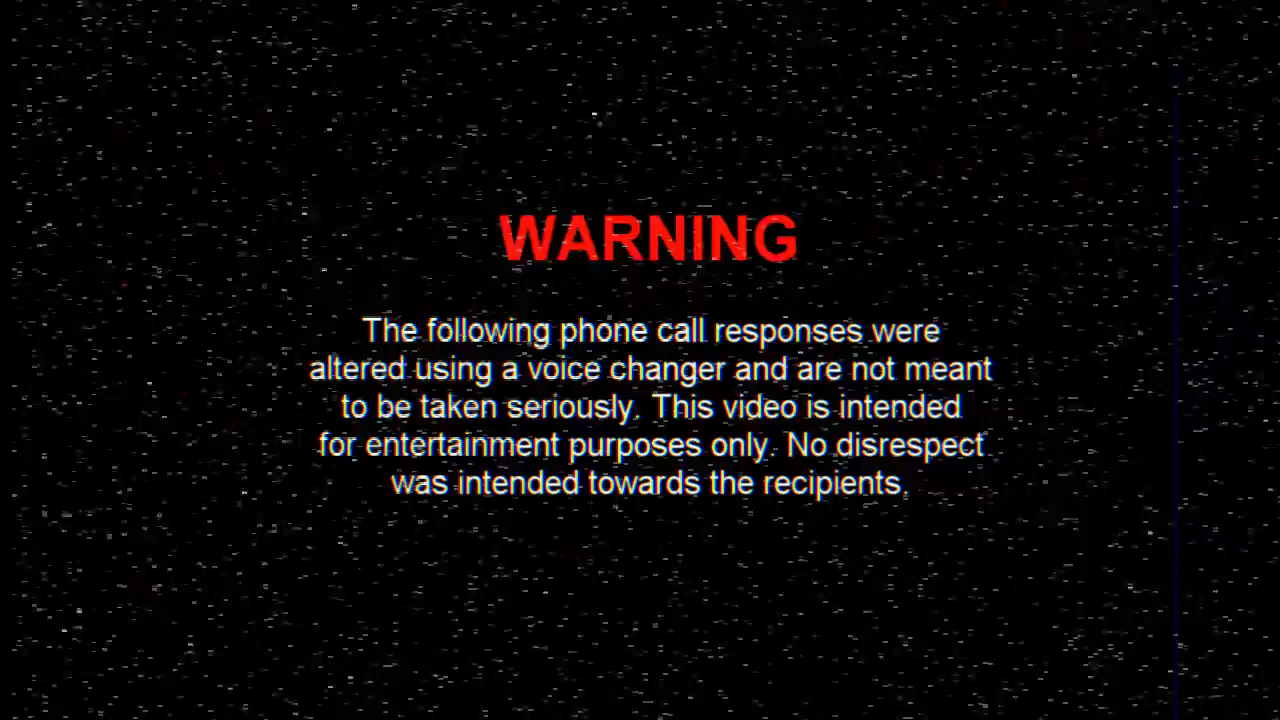 WARNING
The following phone call responses were
altered using a voice changer and are not meant
to be taken seriously. This video is intended
for entertainment purposes only. No disrespect
was intended towards the recipients.